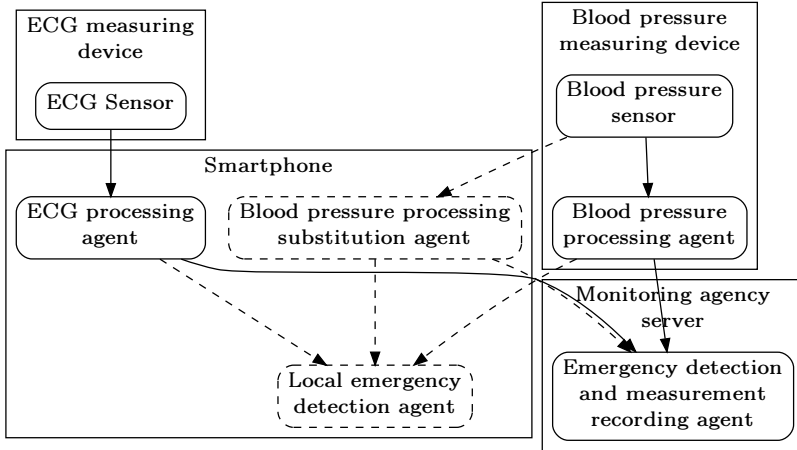 ECG measuring
device
ECG Sensor
Blood pressure
measuring device
Blood pressure
sensor
Smartphone
ECG processing
agent
Blood pressure processing
substitution agent
Blood pressure
processing agent
Monitoring agency
server
Local emergency
detection agent
Emergency detection
and measurement
recording agent